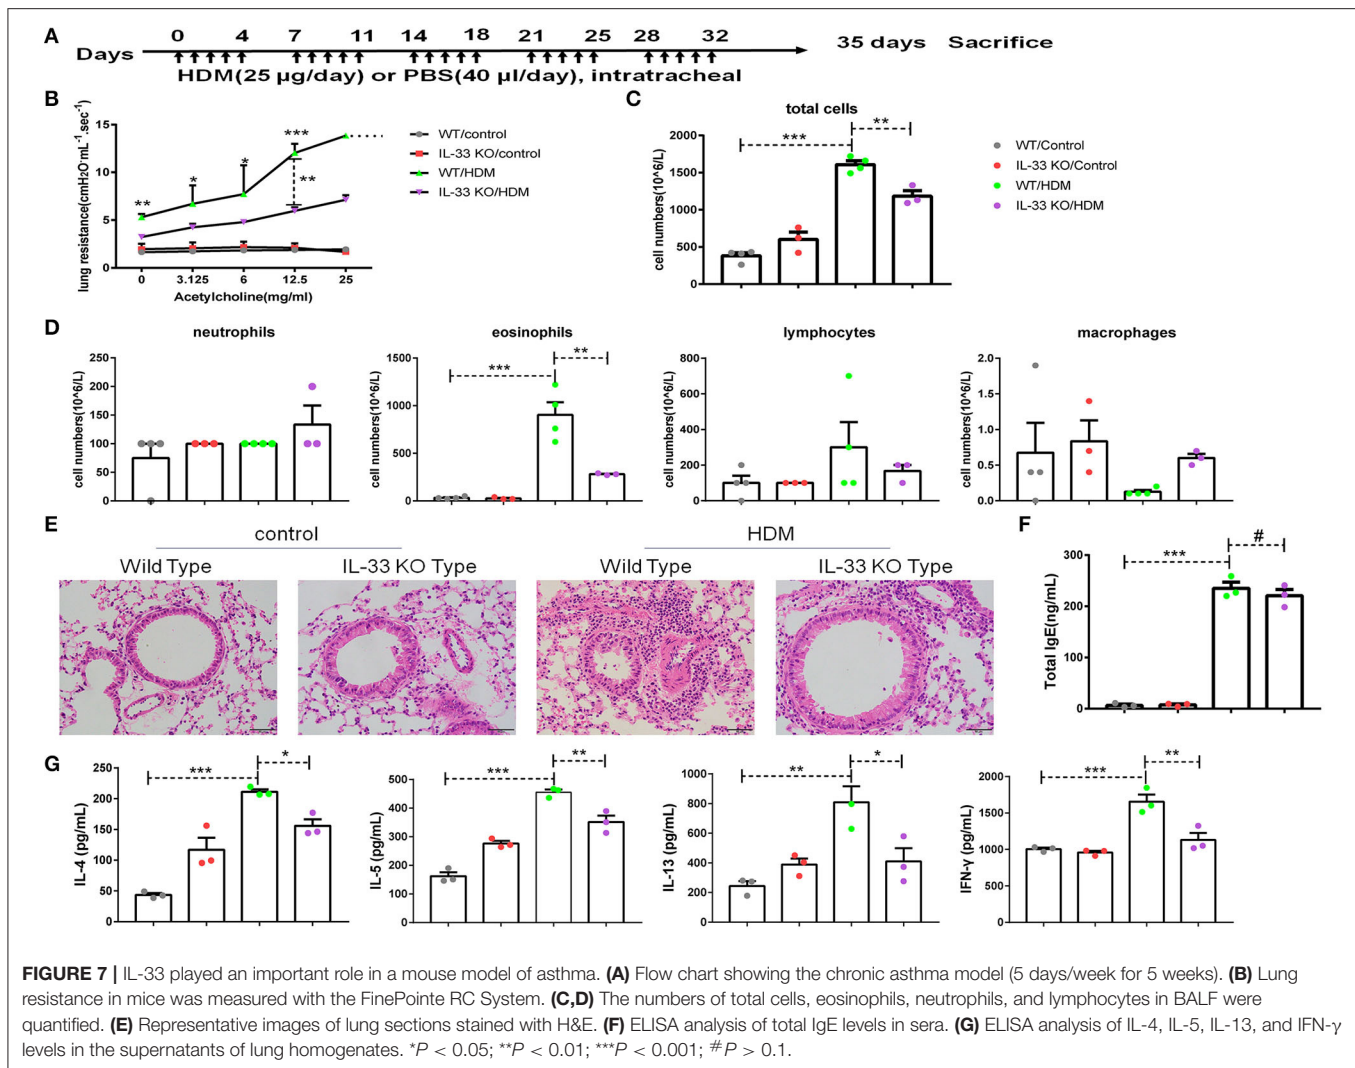 A
0 4 7 11 14 18 21 25 28 32
Days
35 days Sacrifice
HDM(25 µg/day) or PBS(40 µl/day), intratracheal
B
lung resistance(cmH2O·mL⁻¹.sec⁻¹)
15
10
5
0
** * * *** **
0 3.125 6 12.5 25
Acetylcholine(mg/ml)
WT/control
IL-33 KO/control
WT/HDM
IL-33 KO/HDM
C
total cells
cell numbers(10^6/L)
2000
1500
1000
500
0
*** **
WT/Control
IL-33 KO/Control
WT/HDM
IL-33 KO/HDM
D
neutrophils
cell numbers(10^6/L)
250
200
150
100
50
0
eosinophils
cell numbers(10^6/L)
1500
1000
500
0
*** **
lymphocytes
cell numbers(10^6/L)
800
600
400
200
0
macrophages
cell numbers(10^6/L)
2.0
1.5
1.0
0.5
0.0
E
control HDM
Wild Type IL-33 KO Type Wild Type IL-33 KO Type
F
Total IgE(ng/mL)
300
200
100
0
*** #
G
IL-4 (pg/mL)
250
200
150
100
50
0
*** *
IL-5 (pg/mL)
500
400
300
200
100
0
*** **
IL-13 (pg/mL)
1000
800
600
400
200
0
** *
IFN-γ (pg/mL)
2000
1500
1000
500
0
*** **
FIGURE 7 | IL-33 played an important role in a mouse model of asthma. (A) Flow chart showing the chronic asthma model (5 days/week for 5 weeks). (B) Lung
resistance in mice was measured with the FinePointe RC System. (C,D) The numbers of total cells, eosinophils, neutrophils, and lymphocytes in BALF were
quantified. (E) Representative images of lung sections stained with H&E. (F) ELISA analysis of total IgE levels in sera. (G) ELISA analysis of IL-4, IL-5, IL-13, and IFN-γ
levels in the supernatants of lung homogenates. *P < 0.05; **P < 0.01; ***P < 0.001; #P > 0.1.